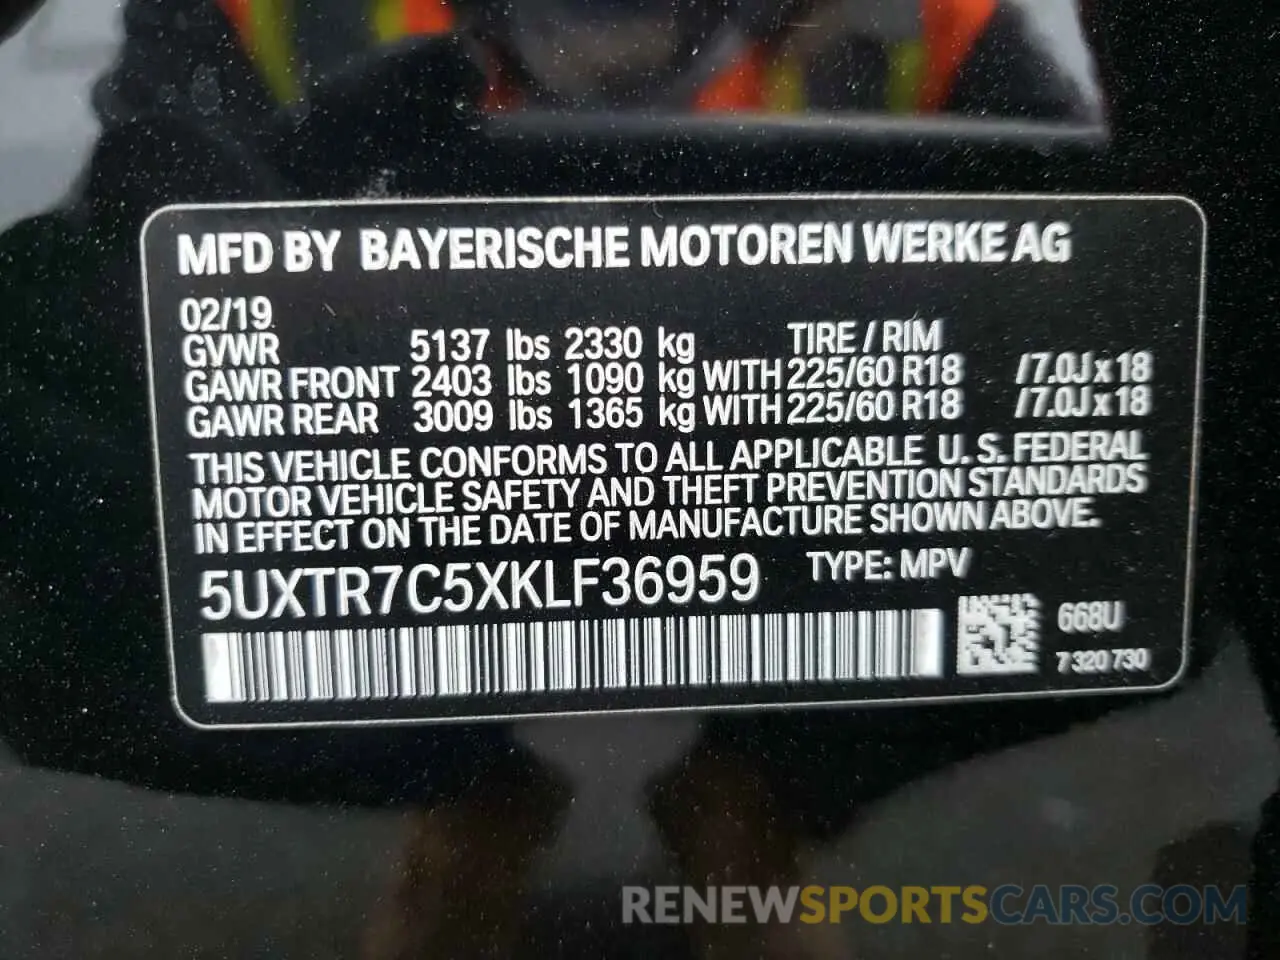 MFD BY BAYERISCHE MOTOREN WERKE AG
02/19
GVWR 5137 lbs 2330 kg TIRE / RIM
GAWR FRONT 2403 lbs 1090 kg WITH 225/60 R18 /7.0J x 18
GAWR REAR 3009 lbs 1365 kg WITH 225/60 R18 /7.0J x 18
THIS VEHICLE CONFORMS TO ALL APPLICABLE U. S. FEDERAL
MOTOR VEHICLE SAFETY AND THEFT PREVENTION STANDARDS
IN EFFECT ON THE DATE OF MANUFACTURE SHOWN ABOVE.
5UXTR7C5XKLF36959 TYPE: MPV
668U
7 320 730
RENEWSPORTSCARS.COM